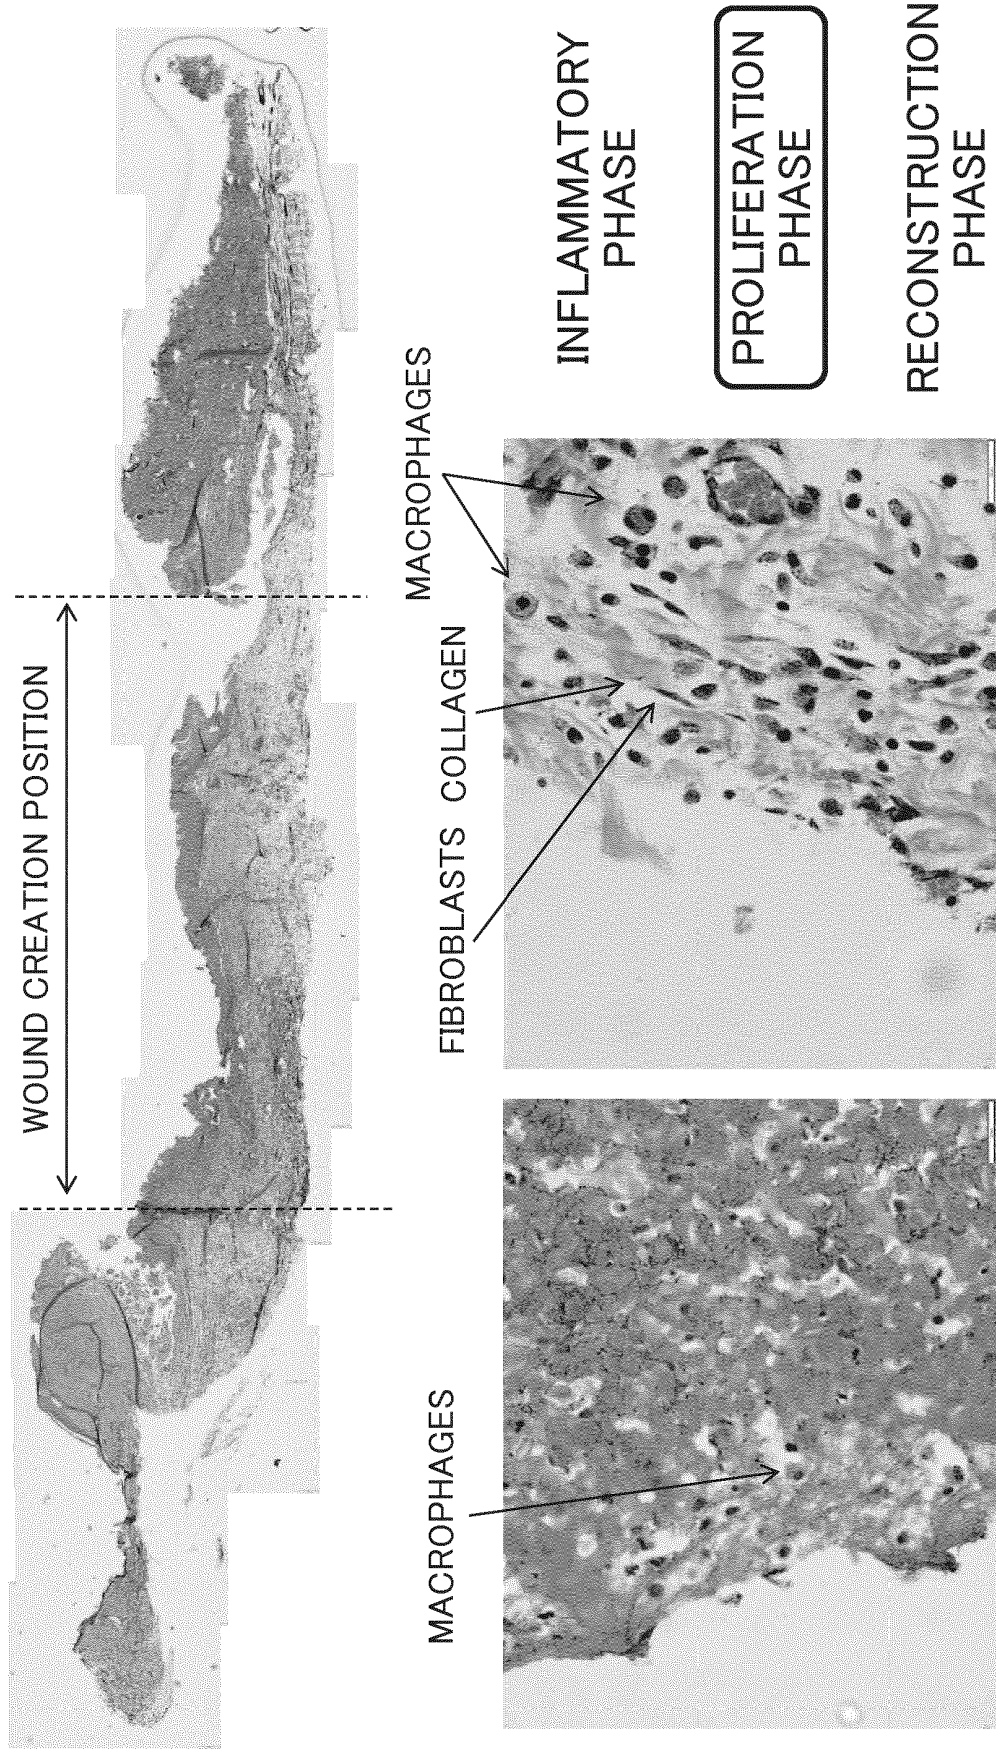 WOUND CREATION POSITION
MACROPHAGES
FIBROBLASTS
COLLAGEN
MACROPHAGES
INFLAMMATORY
PHASE
PROLIFERATION
PHASE
RECONSTRUCTION
PHASE